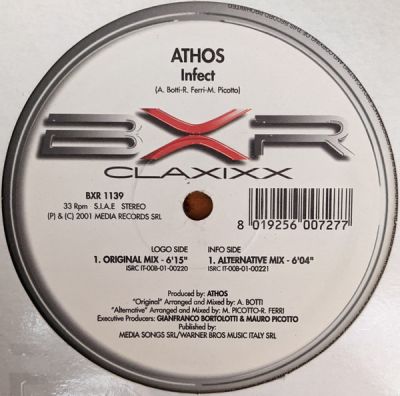 ATHOS
Infect
(A. Botti-R. Ferri-M. Picotto)
BXR
CLAXIXX
BXR 1139
33 Rpm S.I.A.E STEREO
(P) & (C) 2001 MEDIA RECORDS SRL
8 019256 007277
LOGO SIDE
1. ORIGINAL MIX - 6'15"
ISRC IT-00B-01-00220
INFO SIDE
1. ALTERNATIVE MIX - 6'04"
ISRC IT-00B-01-00221
Produced by: ATHOS
"Original" Arranged and Mixed by: A. BOTTI
"Alternative" Arranged and Mixed by: M. PICOTTO-R. FERRI
Executive Producers: GIANFRANCO BORTOLOTTI & MAURO PICOTTO
Published by:
MEDIA SONGS SRL/WARNER BROS MUSIC ITALY SRL